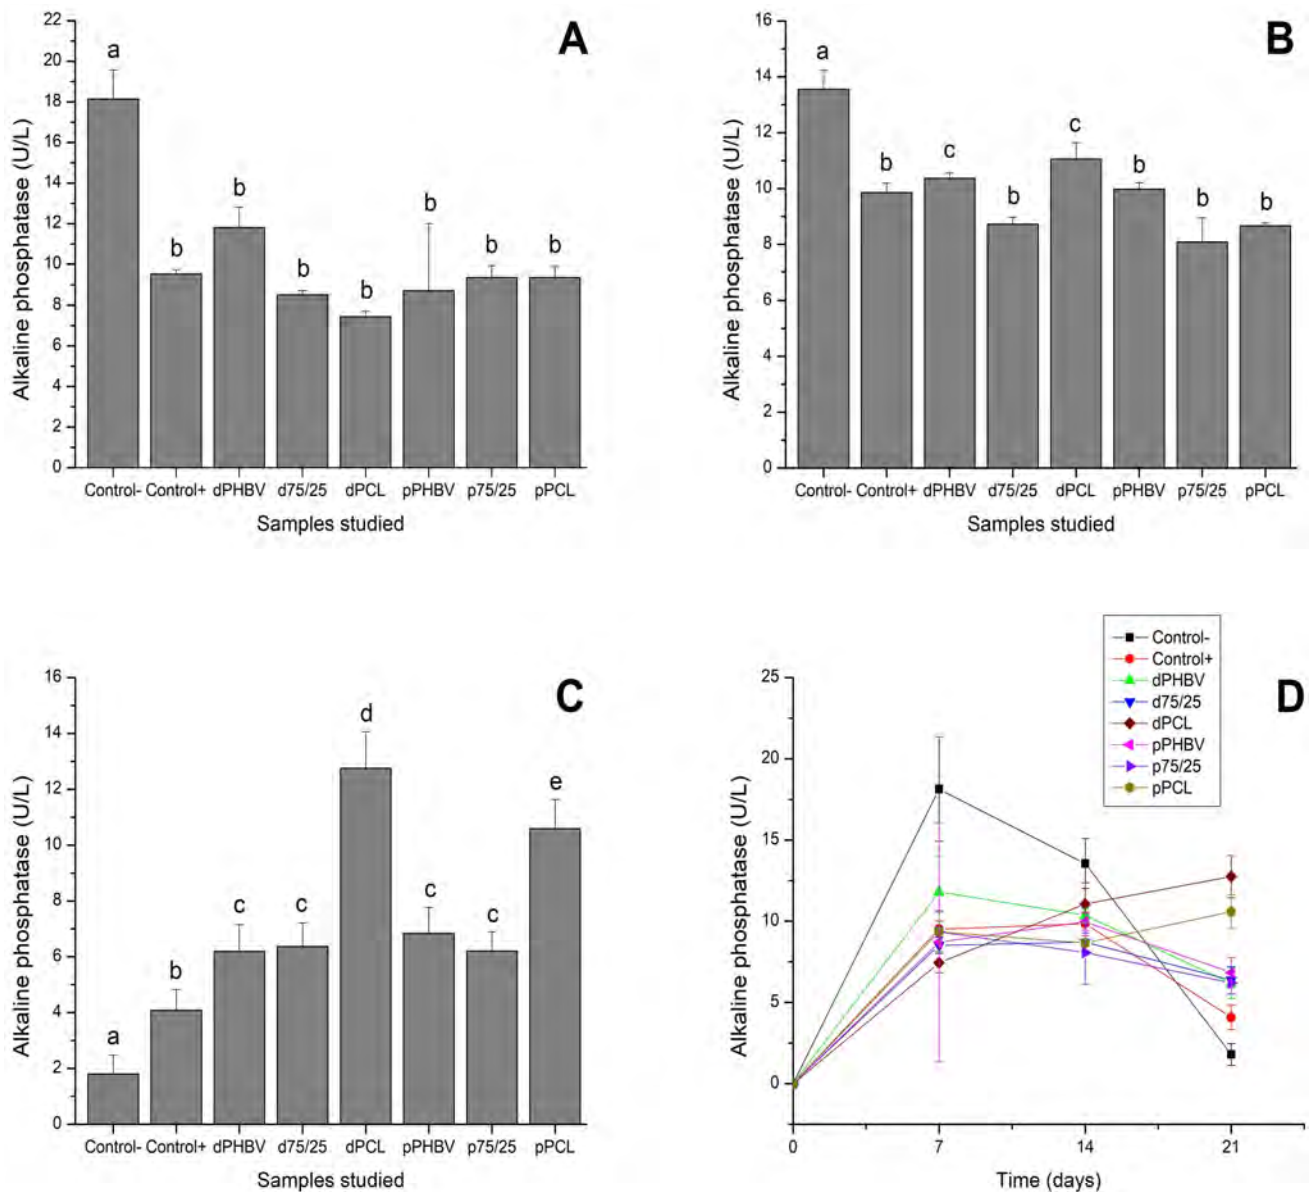 A
Alkaline phosphatase (U/L)
22
20
18
16
14
12
10
8
6
4
2
0
a
b
b
b
b
b
b
b
Control- Control+ dPHBV d75/25 dPCL pPHBV p75/25 pPCL
Samples studied
B
Alkaline phosphatase (U/L)
16
14
12
10
8
6
4
2
0
a
b
c
b
c
b
b
b
Control- Control+ dPHBV d75/25 dPCL pPHBV p75/25 pPCL
Samples studied
C
Alkaline phosphatase (U/L)
16
14
12
10
8
6
4
2
0
a
b
c
c
d
c
c
e
Control- Control+ dPHBV d75/25 dPCL pPHBV p75/25 pPCL
Samples studied
D
Control-
Control+
dPHBV
d75/25
dPCL
pPHBV
p75/25
pPCL
Alkaline phosphatase (U/L)
25
20
15
10
5
0
0 7 14 21
Time (days)